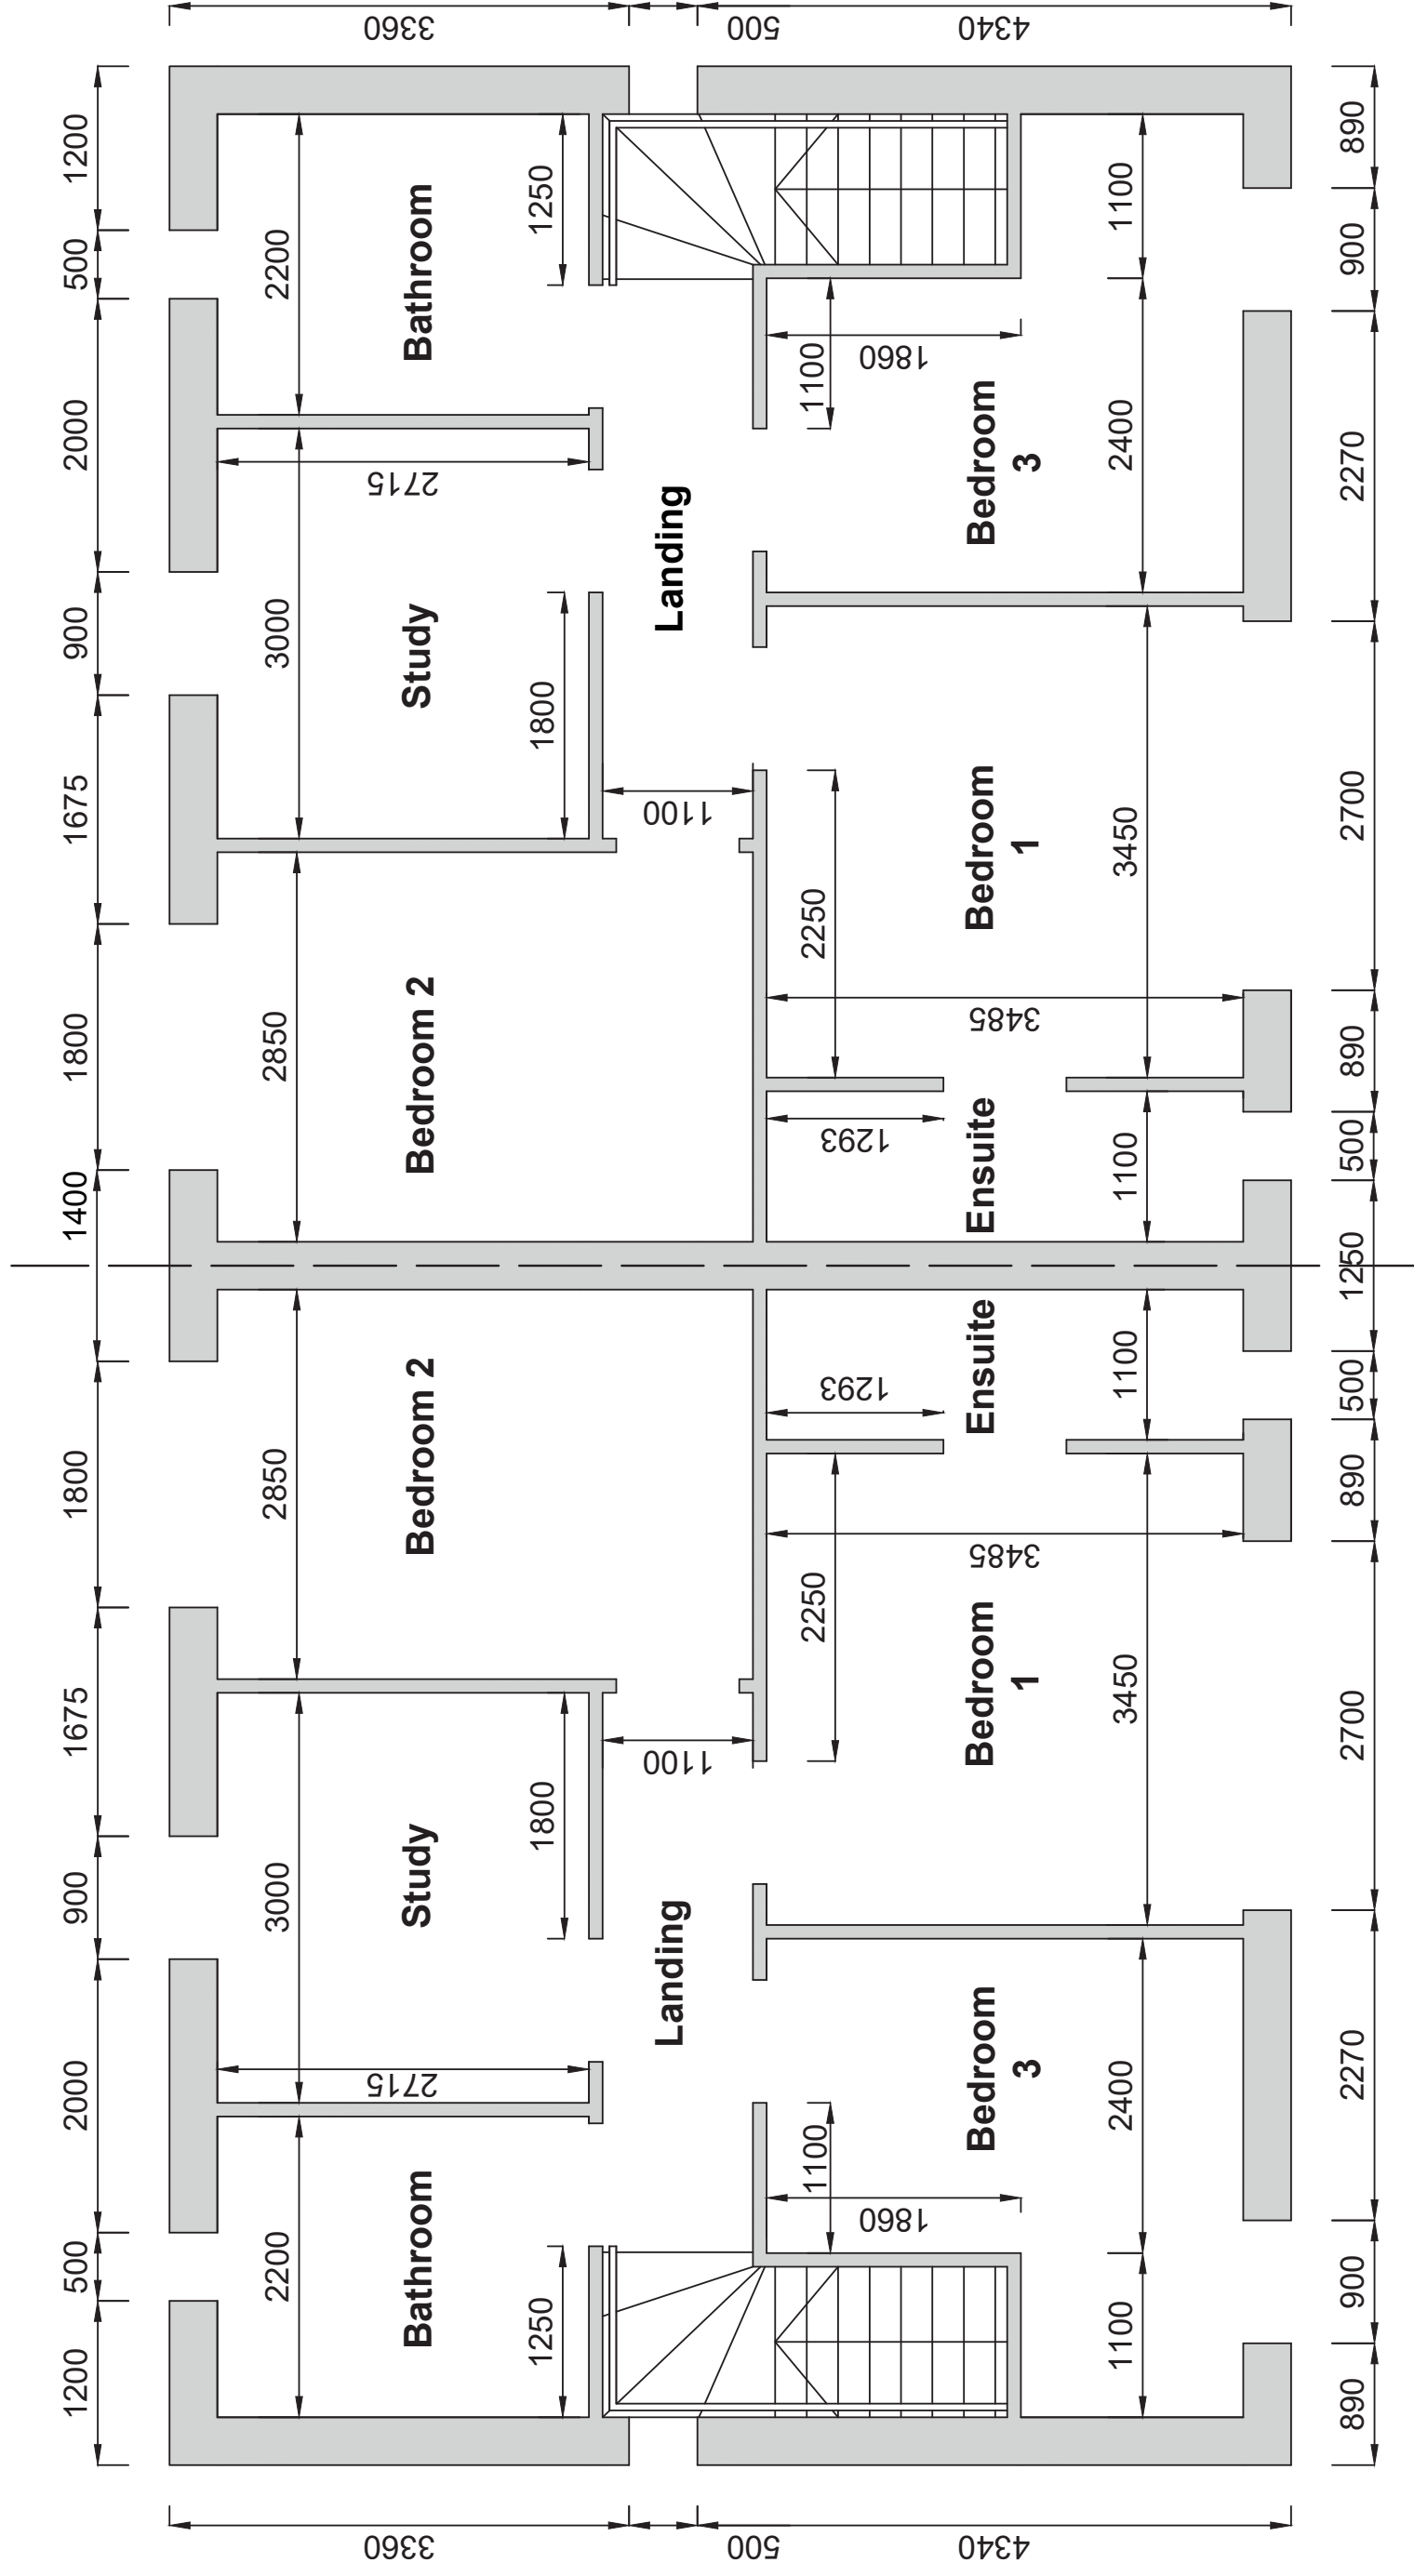 1200 500 2000 900 1675 1800 1400 1800 1675 900 2000 500 1200
2200 3000 2850 2850 3000 2200
3360 2715 2715 3360
Bathroom Study Bedroom 2 Bedroom 2 Study Bathroom
1250 1800 1800 1250
1100 1100
Landing Landing
500 500
1100 2250 2250 1100
1860 1293 1293 1860
Bedroom
3
Bedroom
1
Ensuite
Ensuite
Bedroom
1
Bedroom
3
4340 3485 3485 4340
1100 2400 3450 1100 1100 3450 2400 1100
890 900 2270 2700 890 500 1250 500 890 2700 2270 900 890